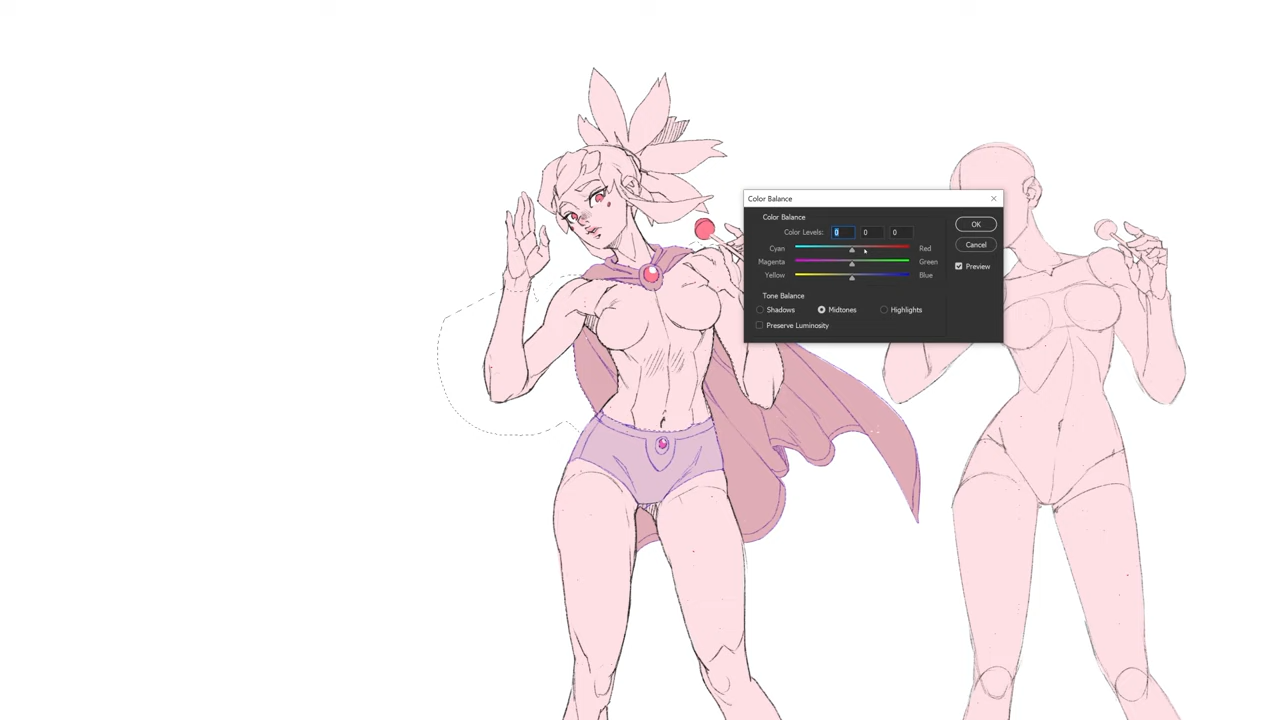 Color Balance
Color Balance
Color Levels: 0 0 0
Cyan Red
Magenta Green
Yellow Blue
Tone Balance
Shadows Midtones Highlights
Preserve Luminosity
OK
Cancel
Preview